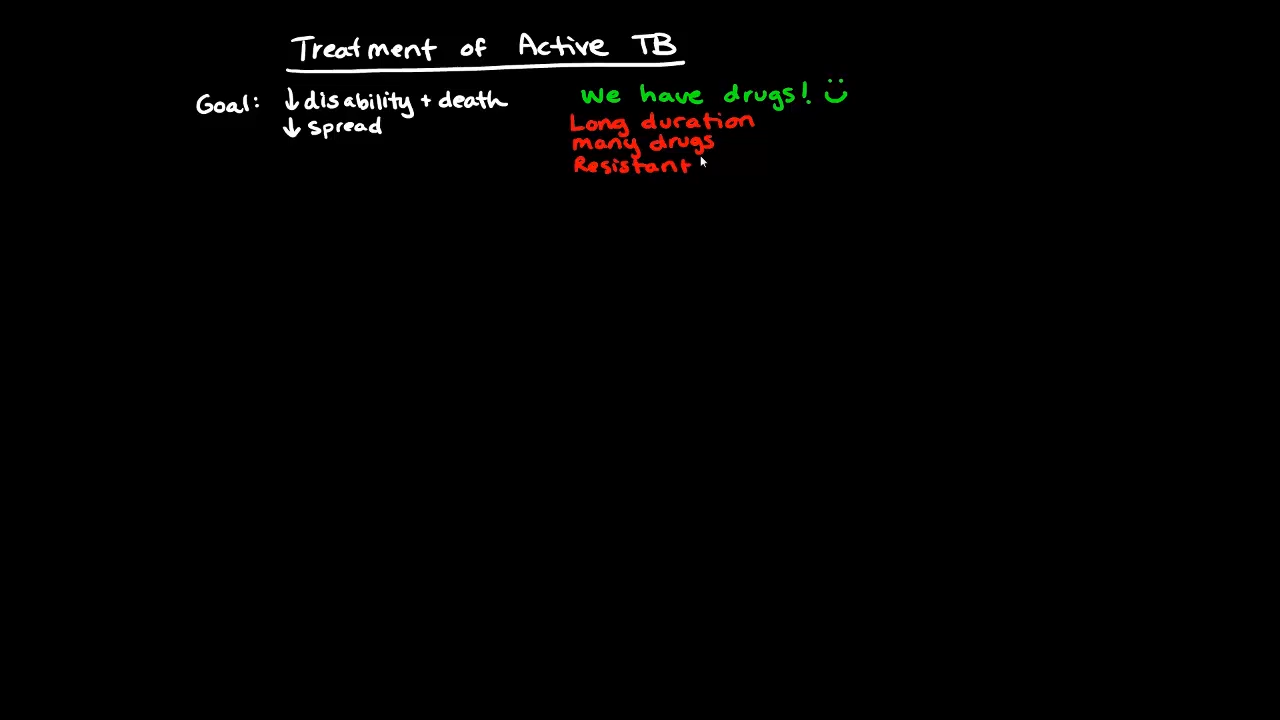 Treatment of Active TB
Goal: ↓ disability + death
↓ spread
We have drugs! ü
Long duration
many drugs
Resistant